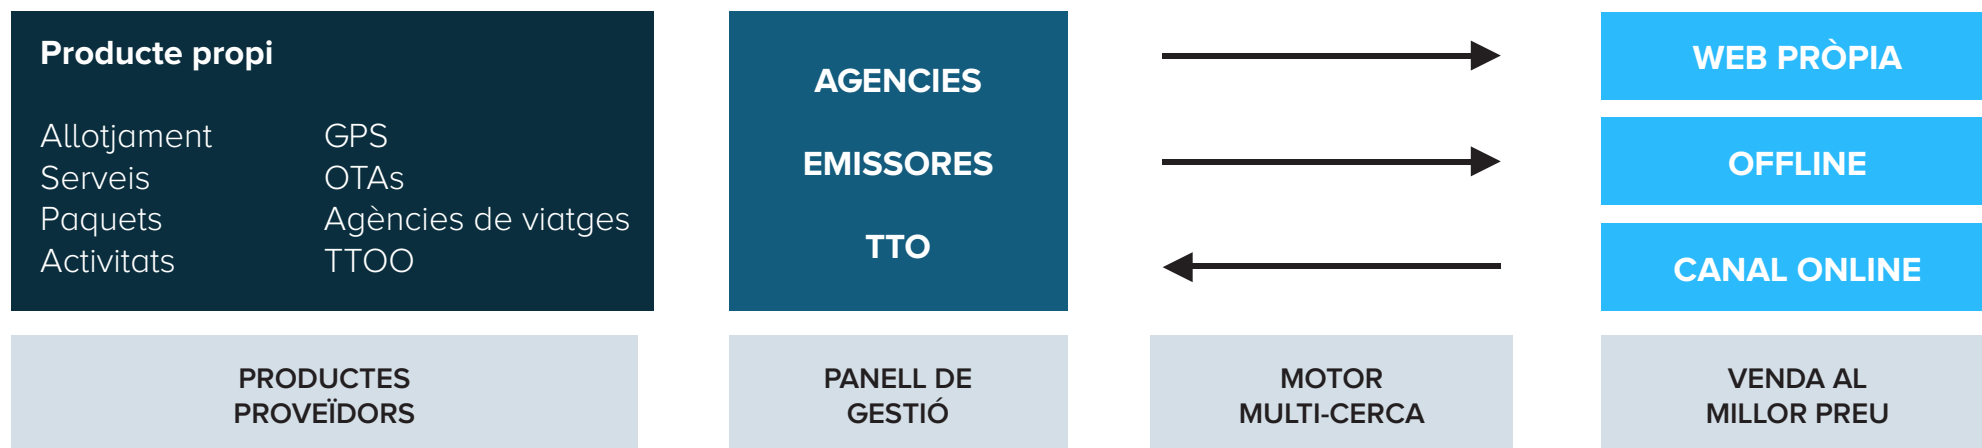 Producte propi
Allotjament
Serveis
Paquets
Activitats
GPS
OTAs
Agències de viatges
TTOO
AGENCIES
EMISSORES
TTO
WEB PRÒPIA
OFFLINE
CANAL ONLINE
PRODUCTES
PROVEÏDORS
PANELL DE
GESTIÓ
MOTOR
MULTI-CERCA
VENDA AL
MILLOR PREU